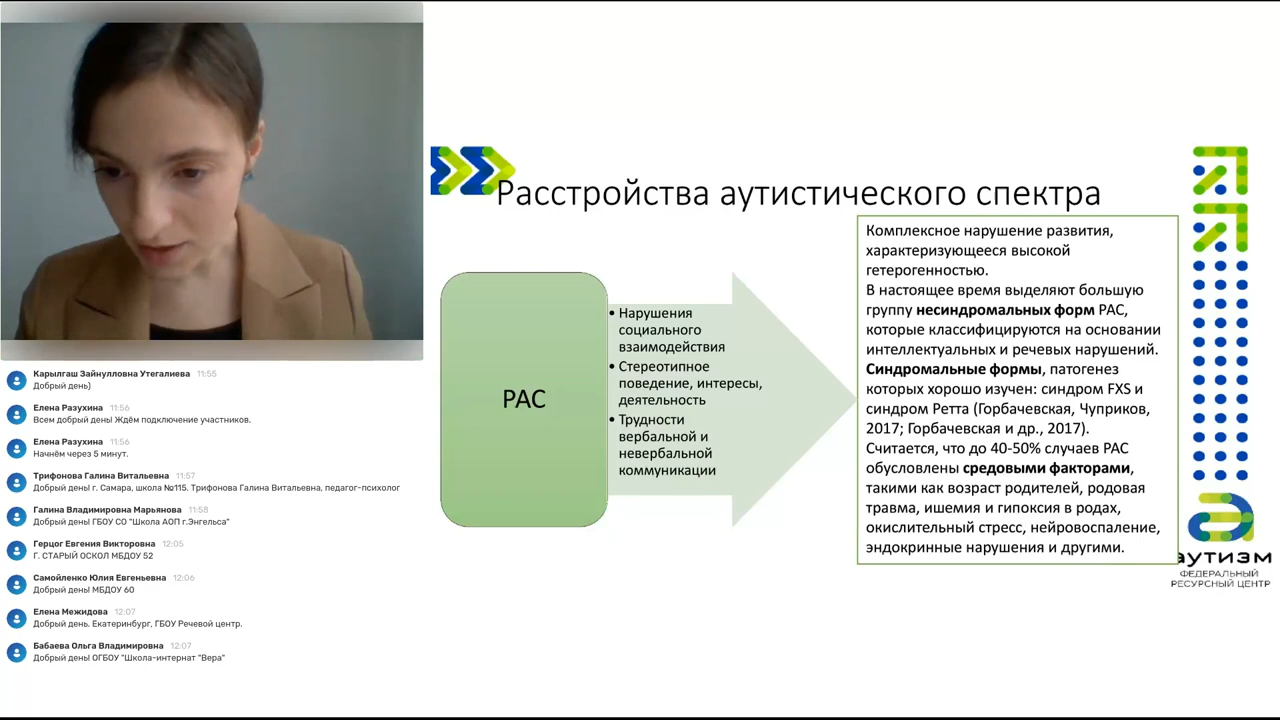 Расстройства аутистического спектра
РАС
• Нарушения
социального
взаимодействия
• Стереотипное
поведение, интересы,
деятельность
• Трудности
вербальной и
невербальной
коммуникации
Комплексное нарушение развития,
характеризующееся высокой
гетерогенностью.
В настоящее время выделяют большую
группу несиндромальных форм РАС,
которые классифицируются на основании
интеллектуальных и речевых нарушений.
Синдромальные формы, патогенез
которых хорошо изучен: синдром FXS и
синдром Ретта (Горбачевская, Чуприков,
2017; Горбачевская и др., 2017).
Считается, что до 40-50% случаев РАС
обусловлены средовыми факторами,
такими как возраст родителей, родовая
травма, ишемия и гипоксия в родах,
окислительный стресс, нейровоспаление,
эндокринные нарушения и другими.
аутизм
ФЕДЕРАЛЬНЫЙ
РЕСУРСНЫЙ ЦЕНТР
Карылгаш Зайнулловна Утегалиева 11:55
Добрый день)
Елена Разухина 11:56
Всем добрый день! Ждём подключение участников.
Елена Разухина 11:56
Начнём через 5 минут.
Трифонова Галина Витальевна 11:57
Добрый день! г. Самара, школа №115. Трифонова Галина Витальевна, педагог-психолог
Галина Владимировна Марьянова 11:58
Добрый день! ГБОУ СО "Школа АОП г.Энгельса"
Герцог Евгения Викторовна 12:05
Г. СТАРЫЙ ОСКОЛ МБДОУ 52
Самойленко Юлия Евгеньевна 12:06
Добрый день! МБДОУ 60
Елена Межидова 12:07
Добрый день. Екатеринбург, ГБОУ Речевой центр.
Бабаева Ольга Владимировна 12:07
Добрый день! ОГБОУ "Школа-интернат "Вера"